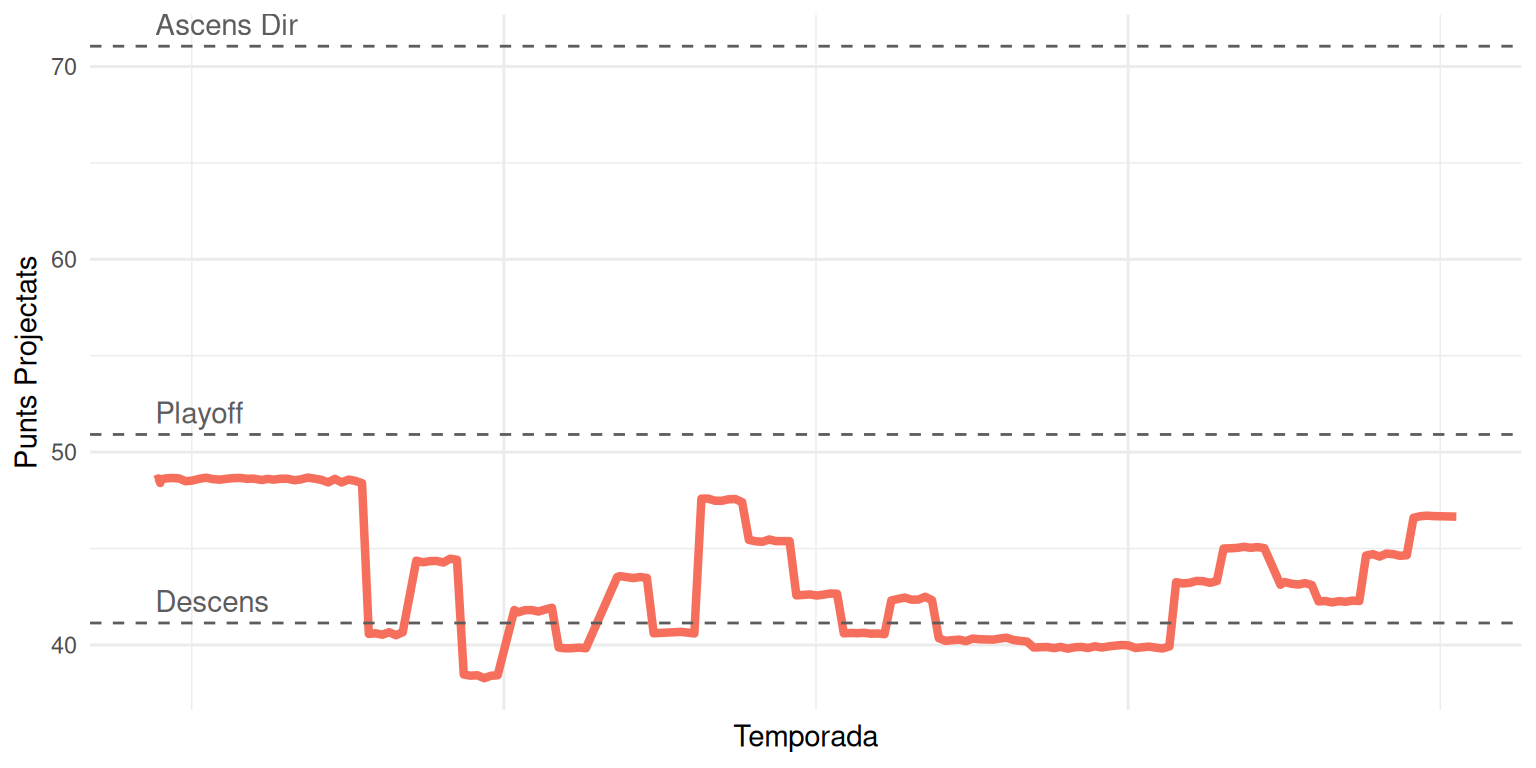 Ascens Dir
70
60
Playoff
50
Descens
40
Punts Projectats
Temporada